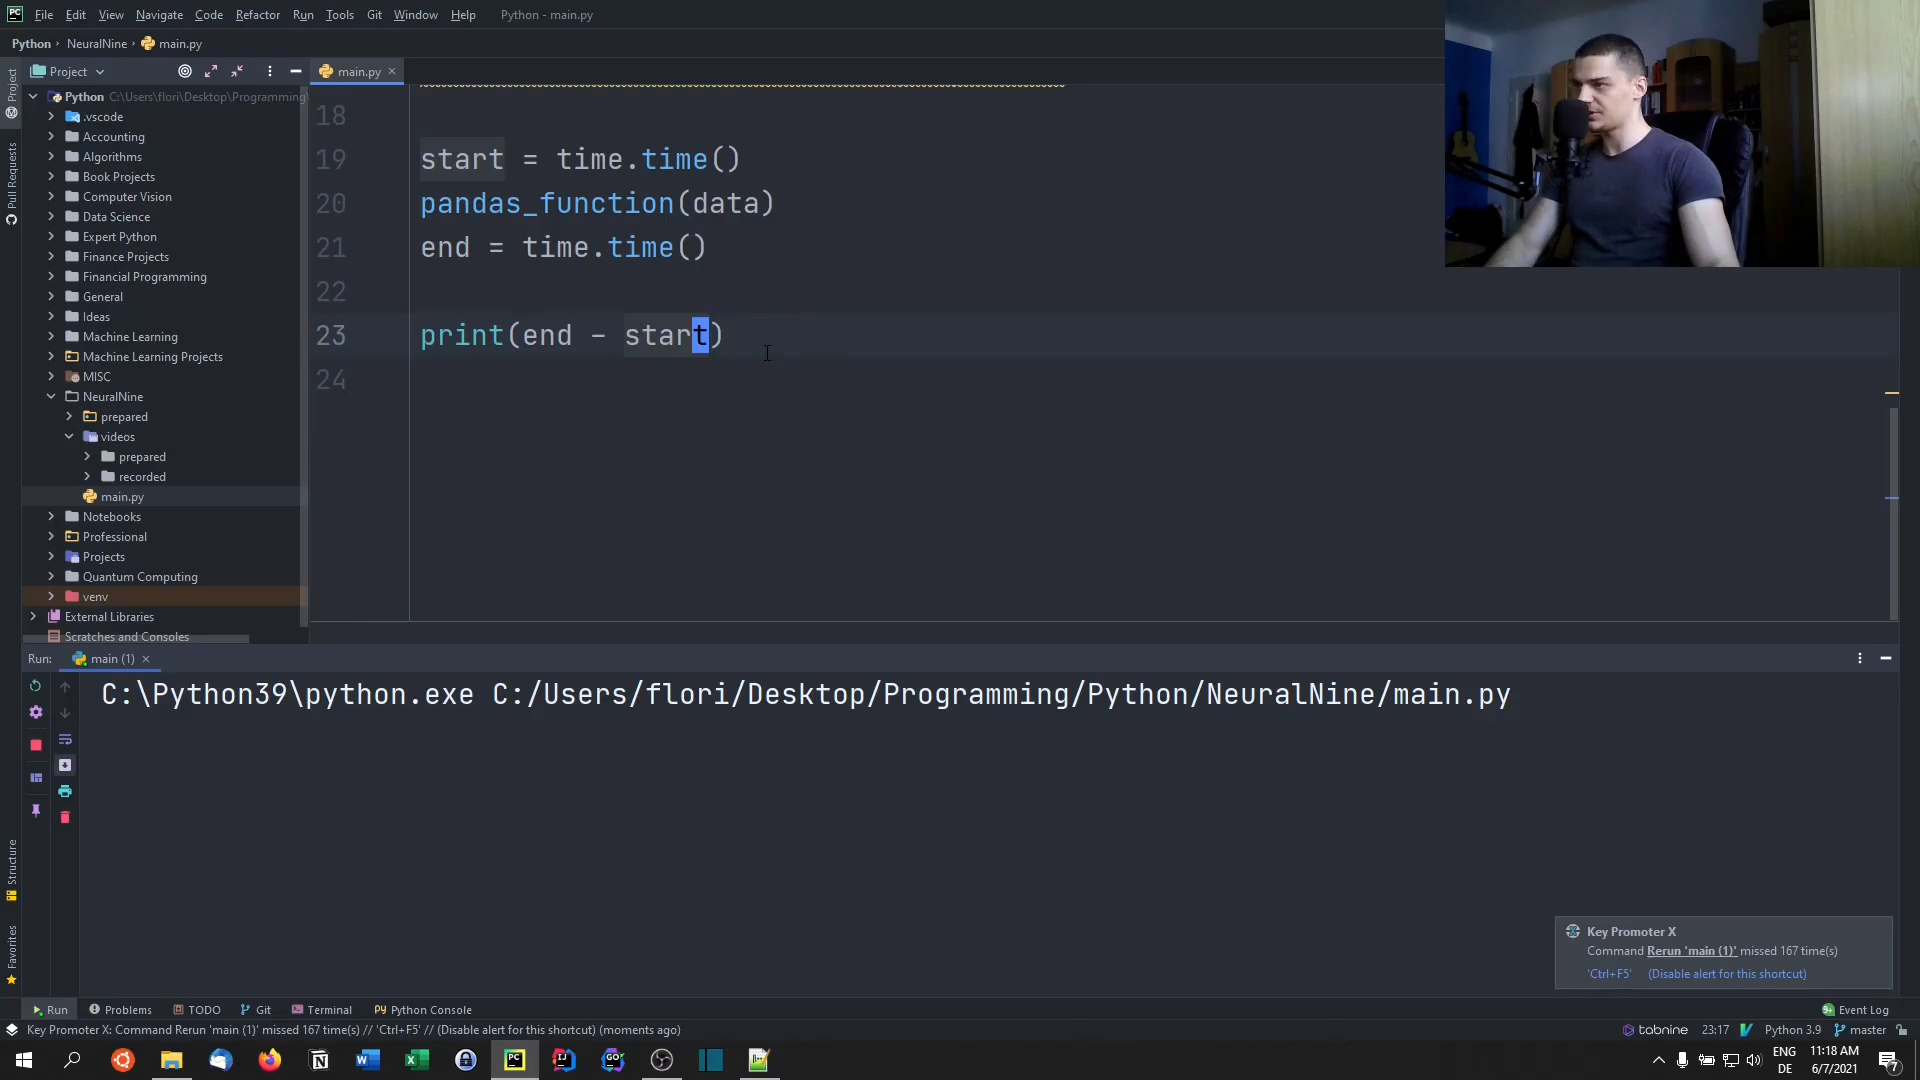 File Edit View Navigate Code Refactor Run Tools Git Window Help Python - main.py
Python › NeuralNine › main.py
Project
main.py
Project
Pull Requests
Structure
Favorites
Python C:\Users\flori\Desktop\Programming\
.vscode
Accounting
Algorithms
Book Projects
Computer Vision
Data Science
Expert Python
Finance Projects
Financial Programming
General
Ideas
Machine Learning
Machine Learning Projects
MISC
NeuralNine
prepared
videos
prepared
recorded
main.py
Notebooks
Professional
Projects
Quantum Computing
venv
External Libraries
Scratches and Consoles
18
19 start = time.time()
20 pandas_function(data)
21 end = time.time()
22
23 print(end - start)
24
Run: main (1)
C:\Python39\python.exe C:/Users/flori/Desktop/Programming/Python/NeuralNine/main.py
Key Promoter X
Command Rerun 'main (1)' missed 167 time(s)
'Ctrl+F5' (Disable alert for this shortcut)
Run Problems TODO Git Terminal Python Console Event Log
Key Promoter X: Command Rerun 'main (1)' missed 167 time(s) // 'Ctrl+F5' // (Disable alert for this shortcut) (moments ago) tabnine 23:17 Python 3.9 master
ENG 11:18 AM
DE 6/7/2021